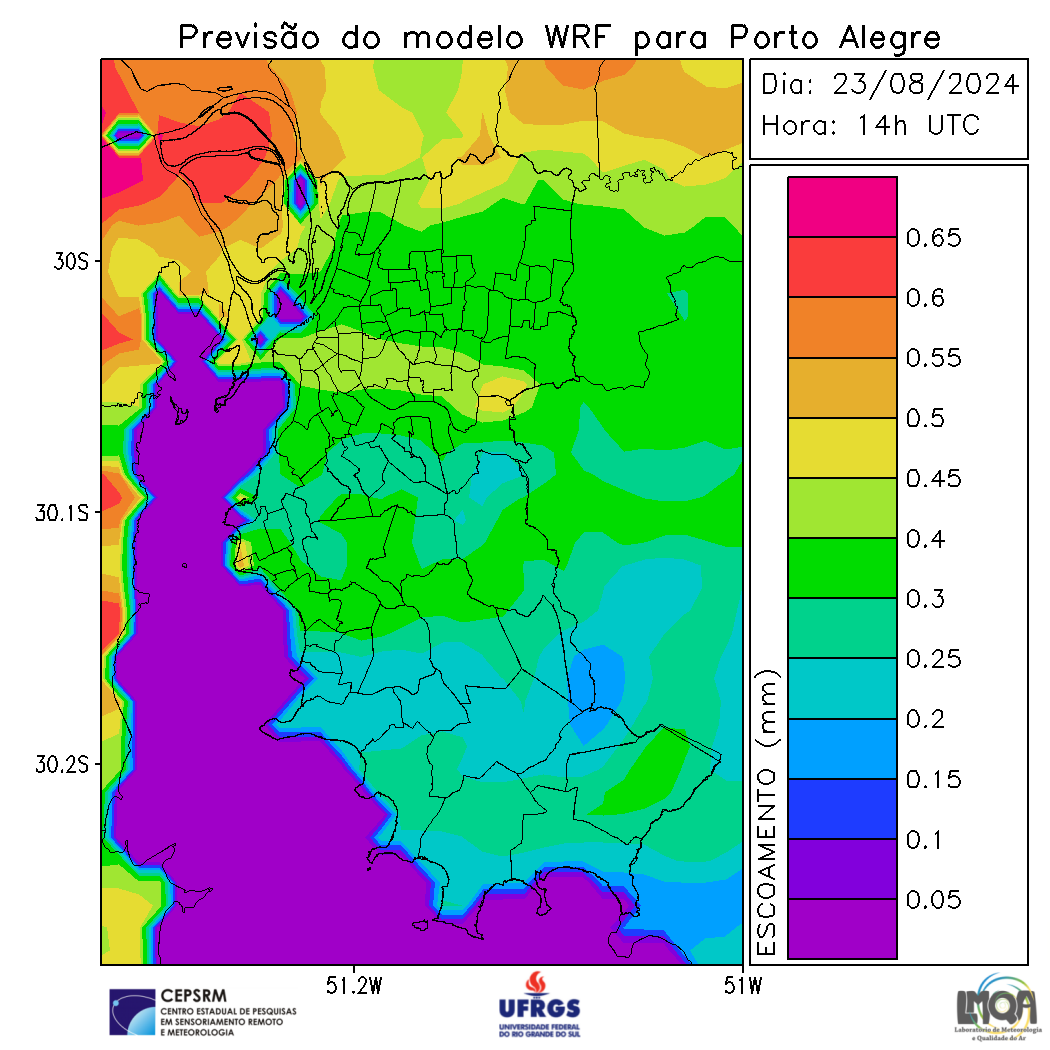 Previsão do modelo WRF para Porto Alegre
Dia: 23/08/2024
Hora: 14h UTC
30S
30.1S
30.2S
51.2W
51W
0.65
0.6
0.55
0.5
0.45
0.4
0.3
0.25
0.2
0.15
0.1
0.05
ESCOAMENTO (mm)
CEPSRM
CENTRO ESTADUAL DE PESQUISAS
EM SENSORIAMENTO REMOTO
E METEOROLOGIA
UFRGS
UNIVERSIDADE FEDERAL
DO RIO GRANDE DO SUL
LMQA
Laboratório de Meteorologia
e Qualidade do Ar